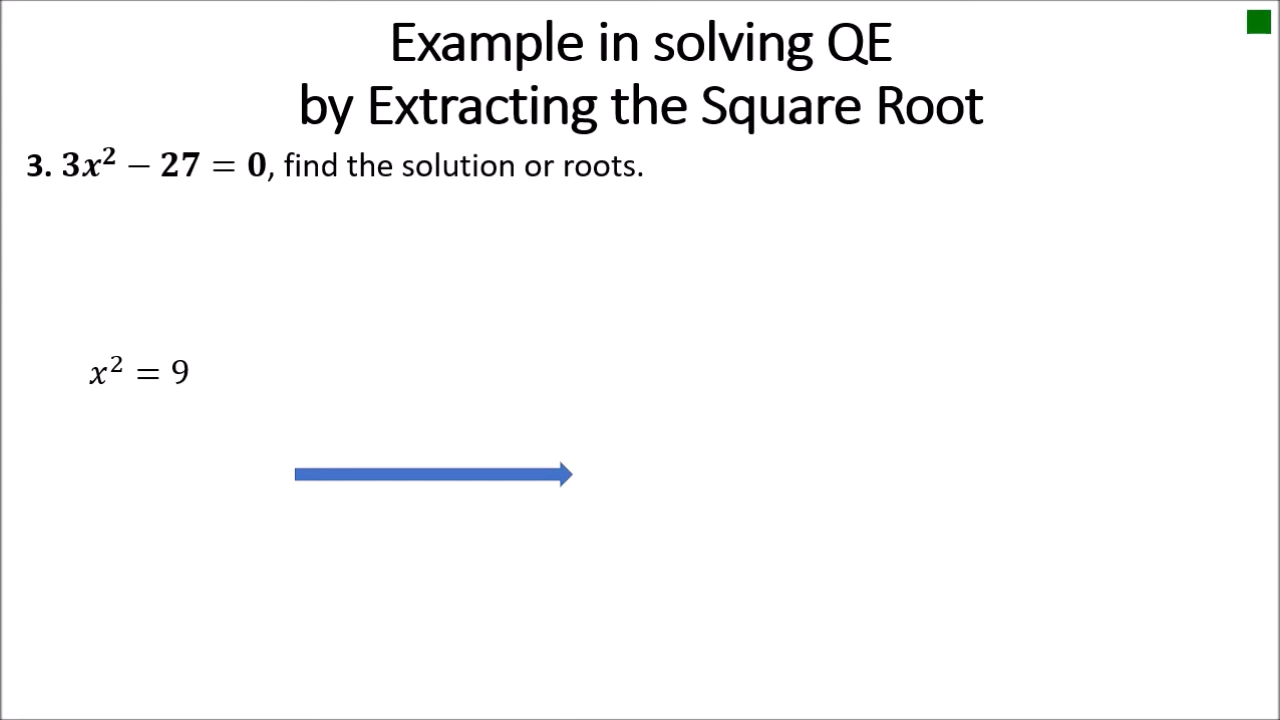 Example in solving QE
by Extracting the Square Root
3. 3x² − 27 = 0, find the solution or roots.
x² = 9